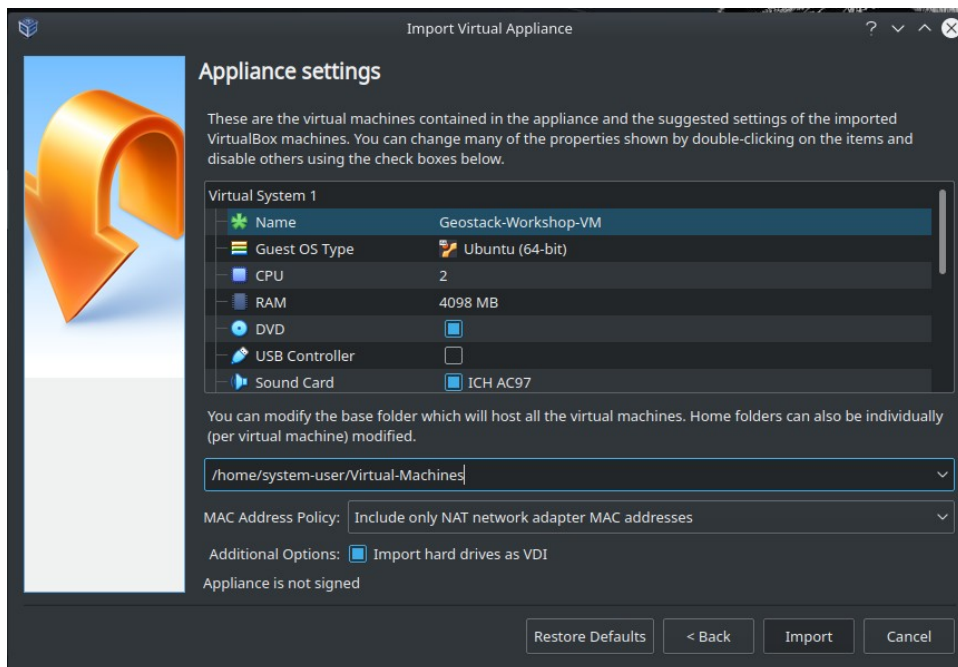 Import Virtual Appliance
Appliance settings
These are the virtual machines contained in the appliance and the suggested settings of the imported
VirtualBox machines. You can change many of the properties shown by double-clicking on the items and
disable others using the check boxes below.
Virtual System 1
Name Geostack-Workshop-VM
Guest OS Type Ubuntu (64-bit)
CPU 2
RAM 4098 MB
DVD
USB Controller
Sound Card ICH AC97
You can modify the base folder which will host all the virtual machines. Home folders can also be individually
(per virtual machine) modified.
/home/system-user/Virtual-Machines
MAC Address Policy: Include only NAT network adapter MAC addresses
Additional Options: Import hard drives as VDI
Appliance is not signed
Restore Defaults < Back Import Cancel